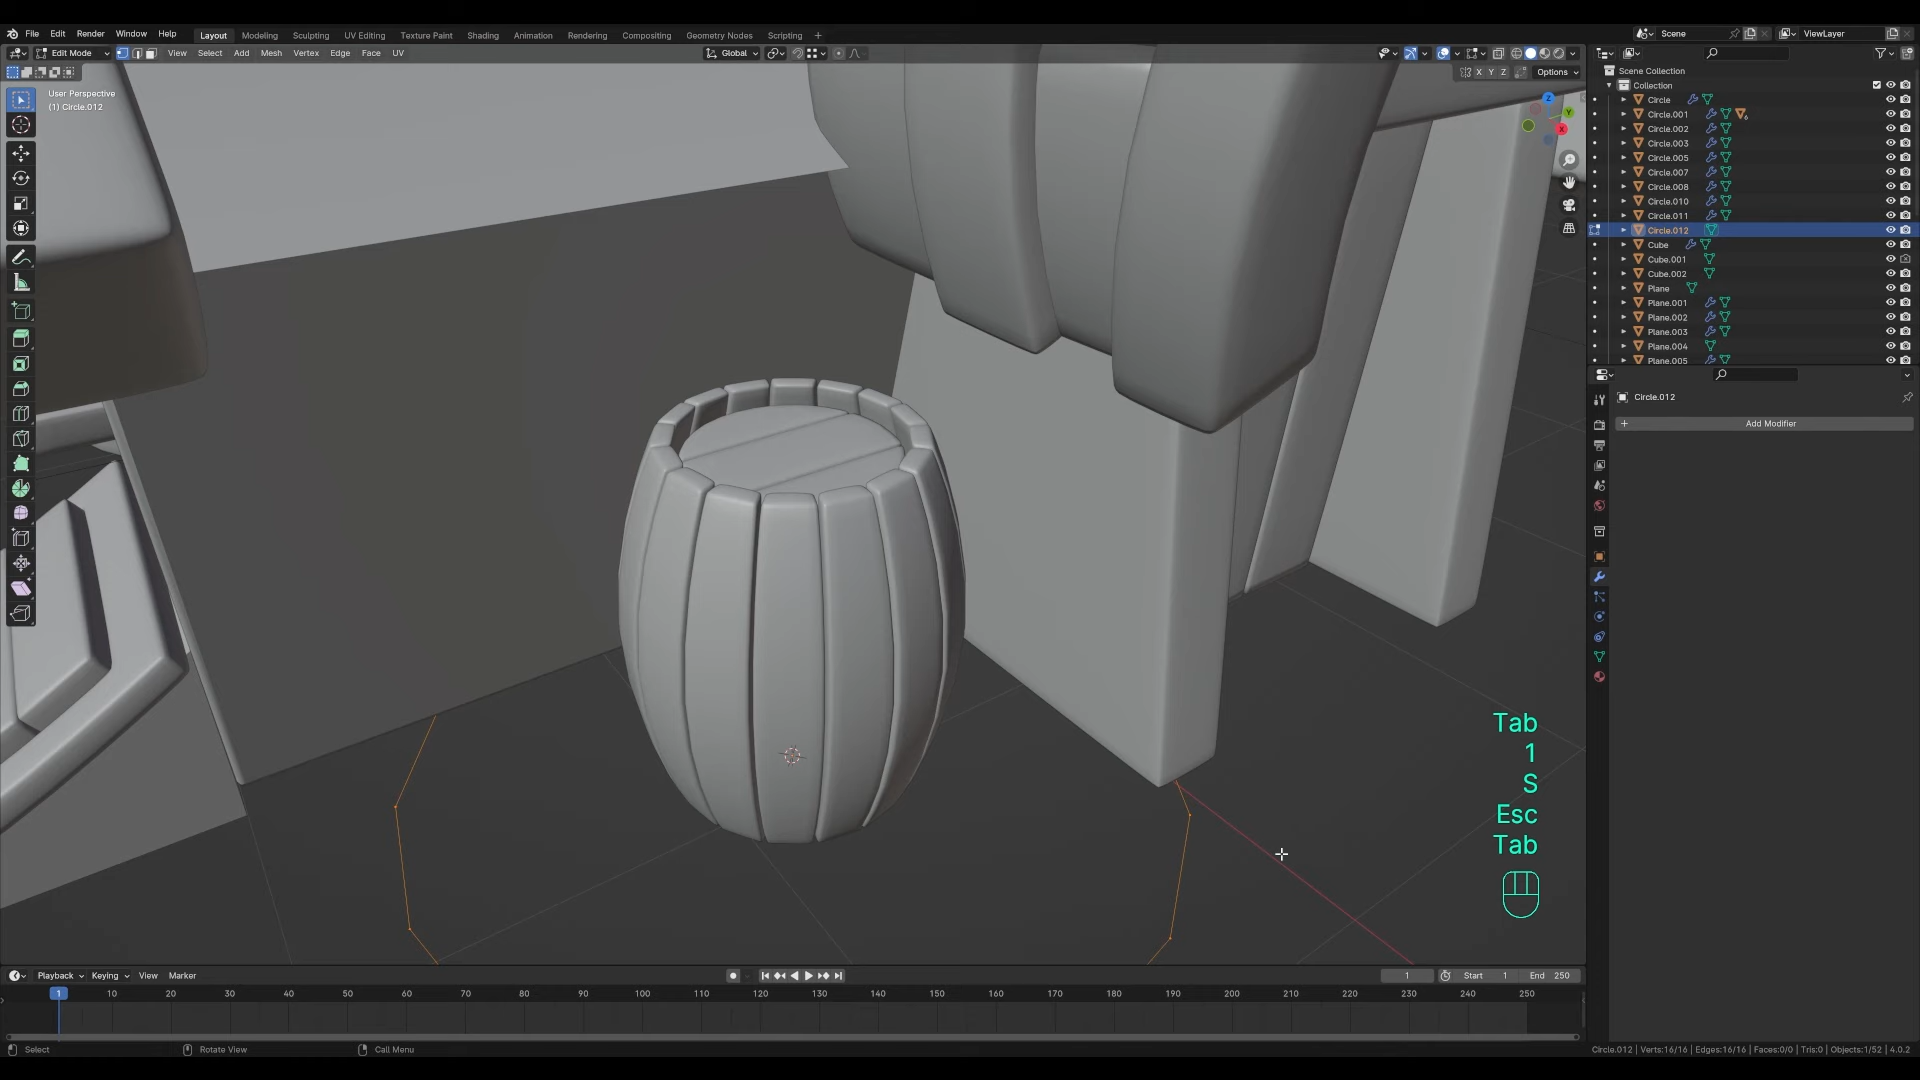 File Edit Render Window Help Layout Modeling Sculpting UV Editing Texture Paint Shading Animation Rendering Compositing Geometry Nodes Scripting + Scene ViewLayer
Edit Mode View Select Add Mesh Vertex Edge Face UV Global
X Y Z Options
User Perspective
(1) Circle.012
Z
Y
X
Scene Collection
Collection
Circle
Circle.001
Circle.002
Circle.003
Circle.005
Circle.007
Circle.008
Circle.010
Circle.011
Circle.012
Cube
Cube.001
Cube.002
Plane
Plane.001
Plane.002
Plane.003
Plane.004
Plane.005
Circle.012
+ Add Modifier
Tab
1
S
Esc
Tab
Playback Keying View Marker 1 Start 1 End 250
1 10 20 30 40 50 60 70 80 90 100 110 120 130 140 150 160 170 180 190 200 210 220 230 240 250
Select Rotate View Call Menu Circle.012 | Verts:16/16 | Edges:16/16 | Faces:0/0 | Tris:0 | Objects:1/52 | 4.0.2